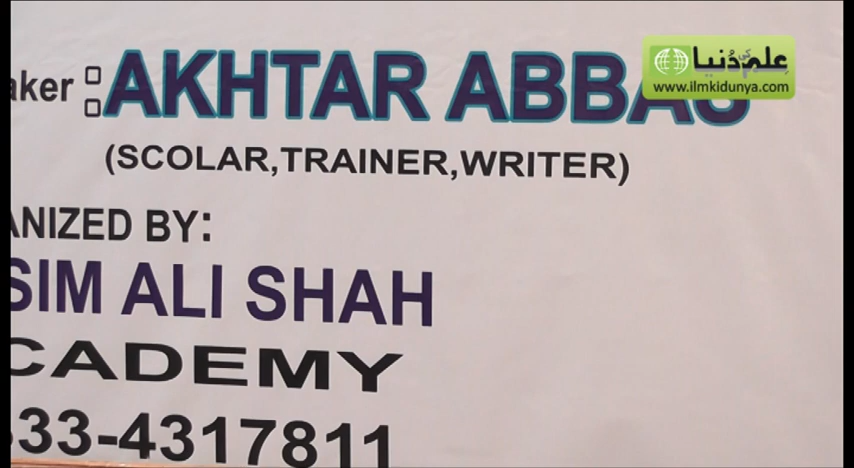 aker : AKHTAR ABBAS
علم کی دُنیا
www.ilmkidunya.com
(SCOLAR,TRAINER,WRITER)
ANIZED BY:
SIM ALI SHAH
CADEMY
333-4317811